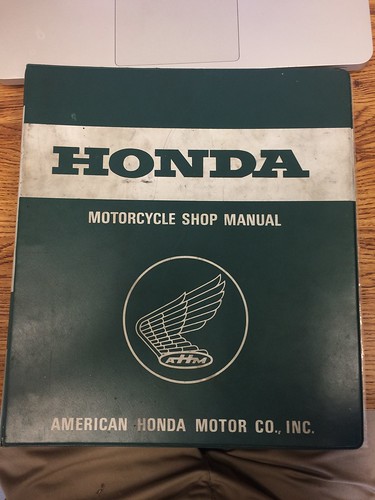 HONDA
MOTORCYCLE SHOP MANUAL
AHM
AMERICAN HONDA MOTOR CO., INC.